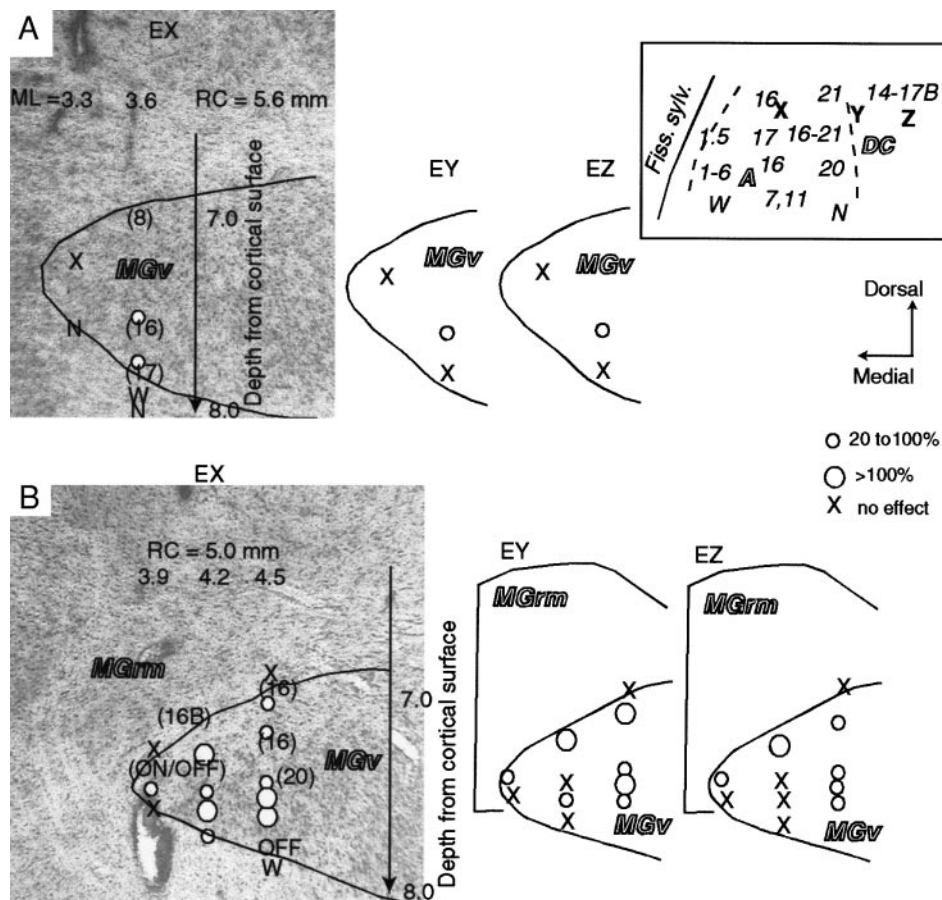 A
EX
ML = 3.3 3.6 RC = 5.6 mm
(8)
7.0
X
MGv
N
(16)
(17)
W
N
8.0
Depth from cortical surface
EY
MGv
X
X
EZ
MGv
X
X
Fiss. sylv.
16 21 14-17B
X Y Z
1.5 17 16-21 DC
1-6 A 16 20
W 7,11 N
Dorsal
Medial
20 to 100%
>100%
X no effect
B
EX
RC = 5.0 mm
3.9 4.2 4.5
MGrm
X
(16)
7.0
(16B)
X
(16)
MGv
(ON/OFF)
(20)
X
OFF
W
8.0
Depth from cortical surface
EY
MGrm
X
X
X
X
MGv
EZ
MGrm
X
X
X
X
X
MGv